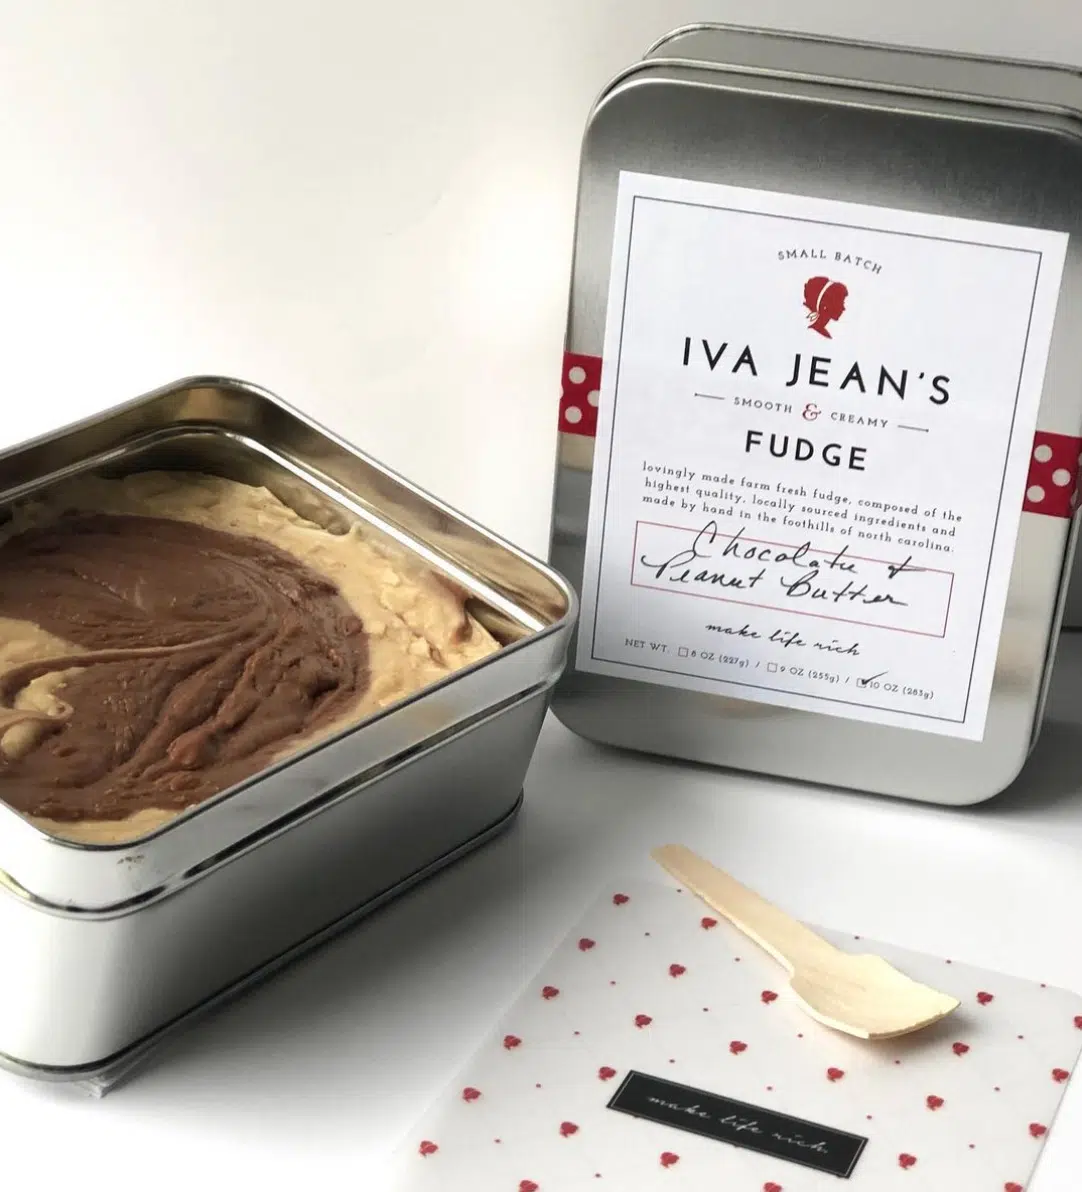 SMALL BATCH
IVA JEAN'S
SMOOTH & CREAMY
FUDGE
lovingly made farm fresh fudge, composed of the
highest quality, locally sourced ingredients and
made by hand in the foothills of north carolina.
Chocolate &
Peanut Butter
make life rich
NET WT. ☐ 8 OZ (227g) / ☐ 9 OZ (255g) / ☑ 10 OZ (283g)
make life rich.